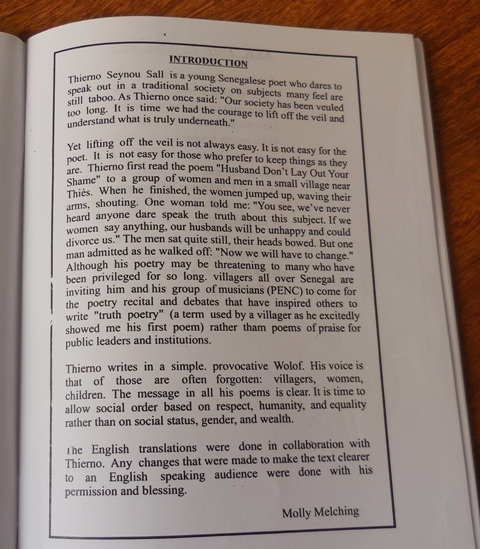 INTRODUCTION
Thierno Seynou Sall is a young Senegalese poet who dares to
speak out in a traditional society on subjects many feel are
still taboo. As Thierno once said: "Our society has been veuled
too long. It is time we had the courage to lift off the veil and
understand what is truly underneath."
Yet lifting off the veil is not always easy. It is not easy for the
poet. It is not easy for those who prefer to keep things as they
are. Thierno first read the poem "Husband Don't Lay Out Your
Shame" to a group of women and men in a small village near
Thiès. When he finished, the women jumped up, waving their
arms, shouting. One woman told me: "You see, we've never
heard anyone dare speak the truth about this subject. If we
women say anything, our husbands will be unhappy and could
divorce us." The men sat quite still, their heads bowed. But one
man admitted as he walked off: "Now we will have to change."
Although his poetry may be threatening to many who have
been privileged for so long. villagers all over Senegal are
inviting him and his group of musicians (PENC) to come for
the poetry recital and debates that have inspired others to
write "truth poetry" (a term used by a villager as he excitedly
showed me his first poem) rather tham poems of praise for
public leaders and institutions.
Thierno writes in a simple. provocative Wolof. His voice is
that of those are often forgotten: villagers, women,
children. The message in all his poems is clear. It is time to
allow social order based on respect, humanity, and equality
rather than on social status, gender, and wealth.
The English translations were done in collaboration with
Thierno. Any changes that were made to make the text clearer
to an English speaking audience were done with his
permission and blessing.
Molly Melching